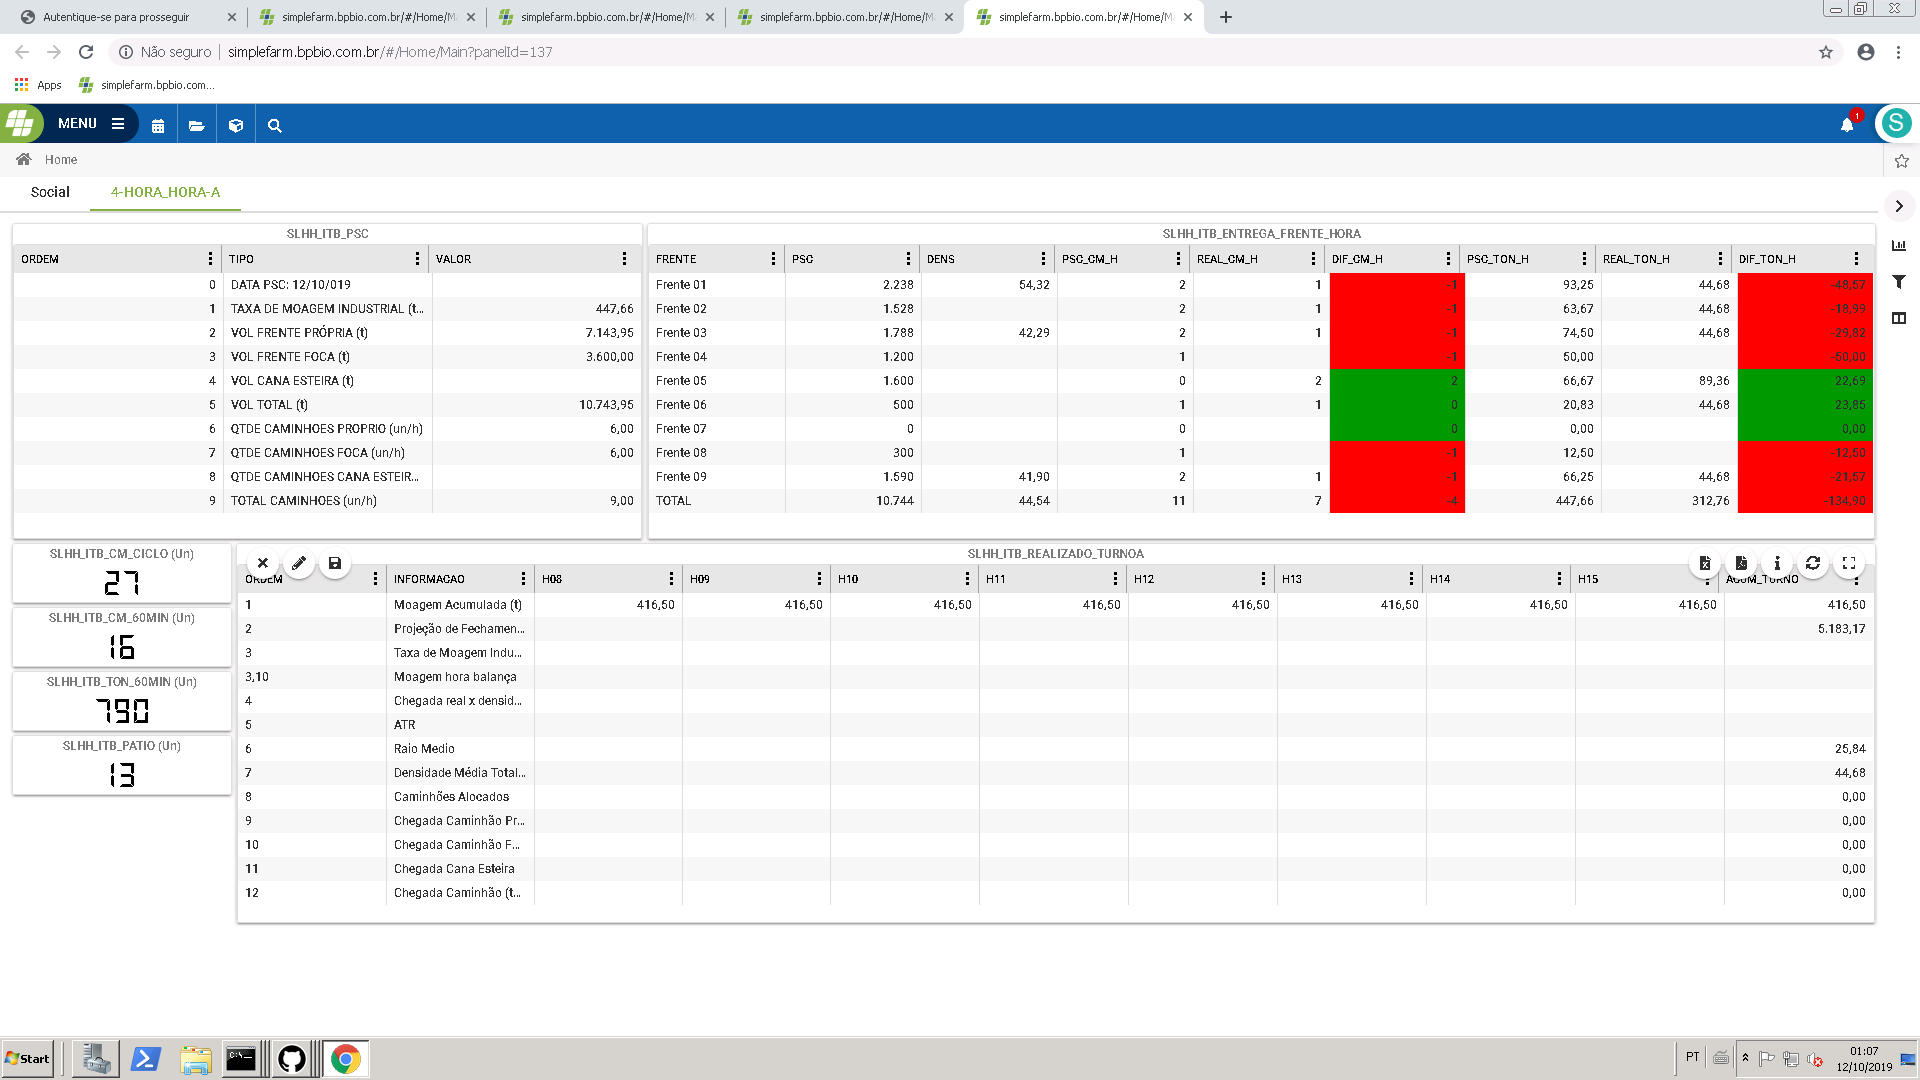 Autentique-se para prosseguir
simplefarm.bpbio.com.br/#/Home/M
simplefarm.bpbio.com.br/#/Home/M
simplefarm.bpbio.com.br/#/Home/M
simplefarm.bpbio.com.br/#/Home/M
Não seguro simplefarm.bpbio.com.br/#/Home/Main?panelId=137
Apps simplefarm.bpbio.com...
MENU 1 S
Home
Social 4-HORA_HORA-A
SLHH_ITB_PSC
ORDEM TIPO VALOR
0 DATA PSC: 12/10/019
1 TAXA DE MOAGEM INDUSTRIAL (t... 447,66
2 VOL FRENTE PRÓPRIA (t) 7.143,95
3 VOL FRENTE FOCA (t) 3.600,00
4 VOL CANA ESTEIRA (t)
5 VOL TOTAL (t) 10.743,95
6 QTDE CAMINHOES PROPRIO (un/h) 6,00
7 QTDE CAMINHOES FOCA (un/h) 6,00
8 QTDE CAMINHOES CANA ESTEIR...
9 TOTAL CAMINHOES (un/h) 9,00
SLHH_ITB_ENTREGA_FRENTE_HORA
FRENTE PSC DENS PSC_CM_H REAL_CM_H DIF_CM_H PSC_TON_H REAL_TON_H DIF_TON_H
Frente 01 2.238 54,32 2 1 -1 93,25 44,68 -48,57
Frente 02 1.528 2 1 -1 63,67 44,68 -18,99
Frente 03 1.788 42,29 2 1 -1 74,50 44,68 -29,82
Frente 04 1.200 1 -1 50,00 -50,00
Frente 05 1.600 0 2 2 66,67 89,36 22,69
Frente 06 500 1 1 0 20,83 44,68 23,85
Frente 07 0 0 0 0,00 0,00
Frente 08 300 1 -1 12,50 -12,50
Frente 09 1.590 41,90 2 1 -1 66,25 44,68 -21,57
TOTAL 10.744 44,54 11 7 -4 447,66 312,76 -134,90
SLHH_ITB_CM_CICLO (Un)
27
SLHH_ITB_CM_60MIN (Un)
16
SLHH_ITB_TON_60MIN (Un)
790
SLHH_ITB_PATIO (Un)
13
SLHH_ITB_REALIZADO_TURNOA
ORDEM INFORMACAO H08 H09 H10 H11 H12 H13 H14 H15 ACUM_TURNO
1 Moagem Acumulada (t) 416,50 416,50 416,50 416,50 416,50 416,50 416,50 416,50 416,50
2 Projeção de Fechamen... 5.183,17
3 Taxa de Moagem Indu...
3,10 Moagem hora balança
4 Chegada real x densid...
5 ATR
6 Raio Medio 25,84
7 Densidade Média Total... 44,68
8 Caminhões Alocados 0,00
9 Chegada Caminhão Pr... 0,00
10 Chegada Caminhão F... 0,00
11 Chegada Cana Esteira 0,00
12 Chegada Caminhão (t... 0,00
Start PT 01:07
12/10/2019